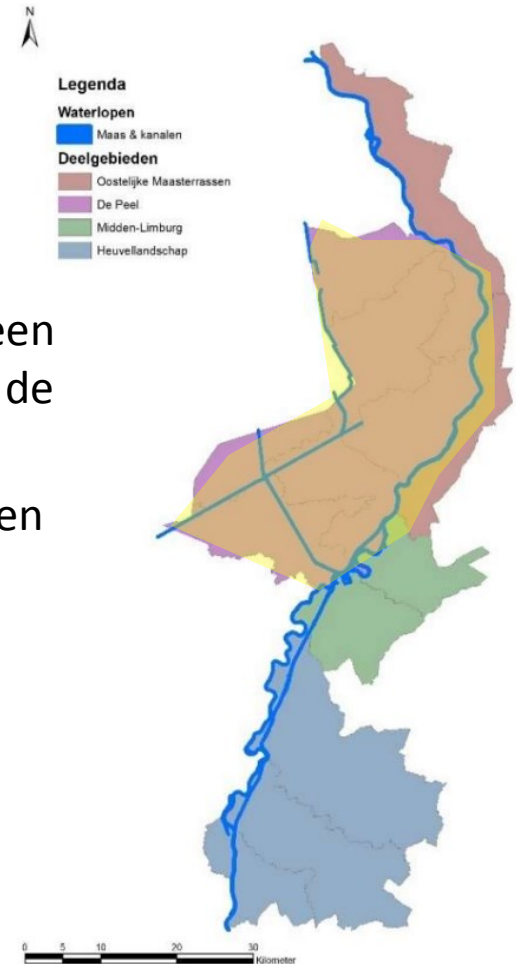 N
Legenda
Waterlopen
Maas & kanalen
Deelgebieden
Oostelijke Maasterrassen
De Peel
Midden-Limburg
Heuvellandschap
een
de
en
0 5 10 20 30
Kilometer